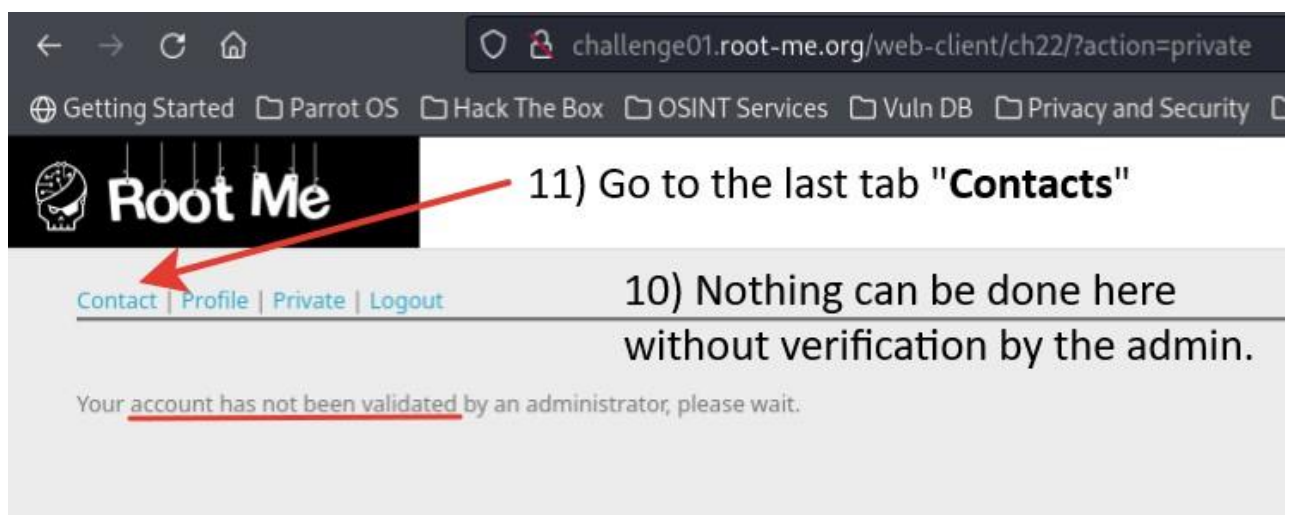 challenge01.root-me.org/web-client/ch22/?action=private
Getting Started Parrot OS Hack The Box OSINT Services Vuln DB Privacy and Security
Root Me
11) Go to the last tab "Contacts"
Contact | Profile | Private | Logout
10) Nothing can be done here
without verification by the admin.
Your account has not been validated by an administrator, please wait.